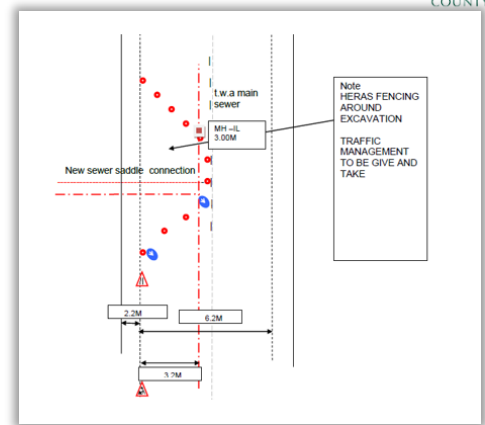 COUNTY
t.w.a main
sewer
MH –IL
3.00M
New sewer saddle connection
Note
HERAS FENCING
AROUND
EXCAVATION
TRAFFIC
MANAGEMENT
TO BE GIVE AND
TAKE
2.2M
6.2M
3.2M